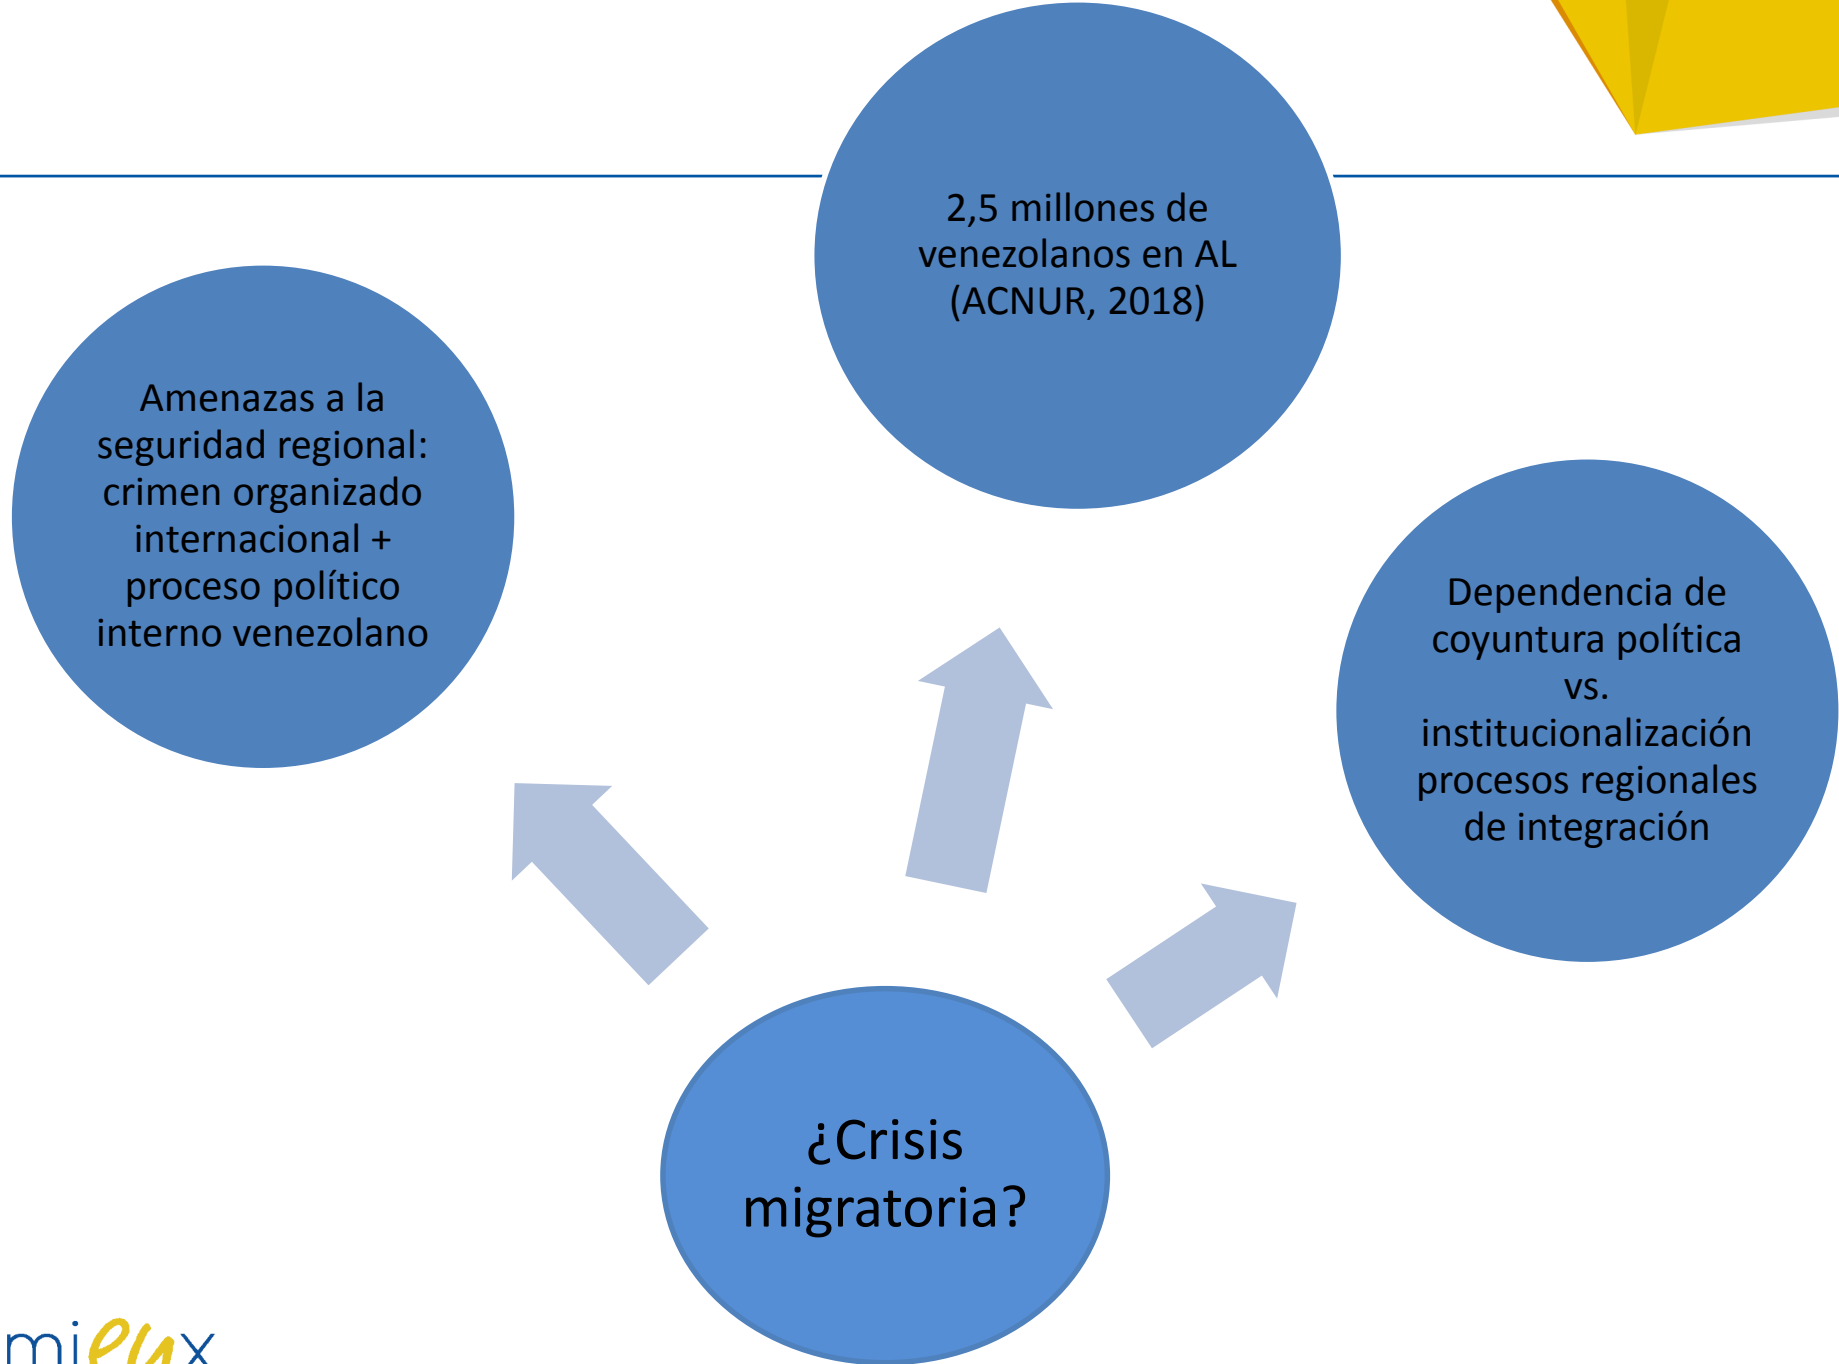 2,5 millones de
venezolanos en AL
(ACNUR, 2018)
Amenazas a la
seguridad regional:
crimen organizado
internacional +
proceso político
interno venezolano
Dependencia de
coyuntura política
vs.
institucionalización
procesos regionales
de integración
¿Crisis
migratoria?
mieux